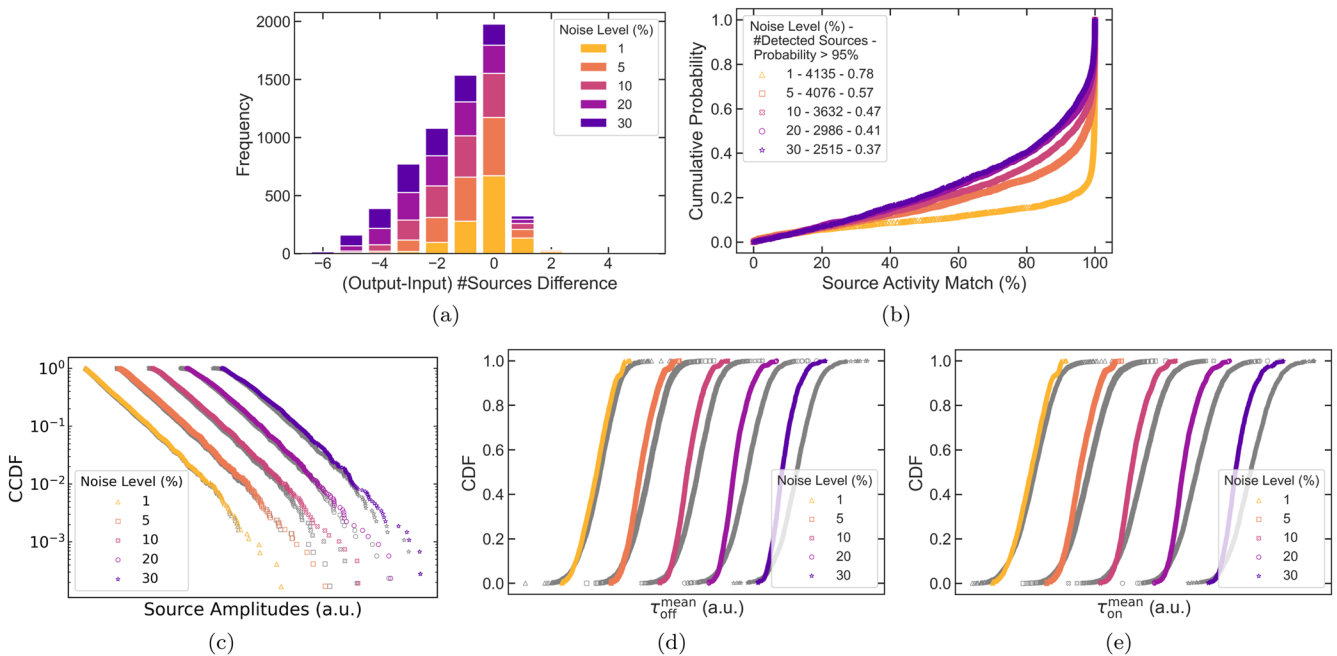 2000
1500
1000
500
0
Frequency
−6
−4
−2
0
2
4
(Output-Input) #Sources Difference
Noise Level (%)
1
5
10
20
30
(a)
1.0
0.8
0.6
0.4
0.2
0.0
Cumulative Probability
0
20
40
60
80
100
Source Activity Match (%)
Noise Level (%) -
#Detected Sources -
Probability > 95%
1 - 4135 - 0.78
5 - 4076 - 0.57
10 - 3632 - 0.47
20 - 2986 - 0.41
30 - 2515 - 0.37
(b)
10⁰
10⁻¹
10⁻²
10⁻³
CCDF
Source Amplitudes (a.u.)
Noise Level (%)
1
5
10
20
30
(c)
1.0
0.8
0.6
0.4
0.2
0.0
CDF
τ_off^mean (a.u.)
Noise Level (%)
1
5
10
20
30
(d)
1.0
0.8
0.6
0.4
0.2
0.0
CDF
τ_on^mean (a.u.)
Noise Level (%)
1
5
10
20
30
(e)